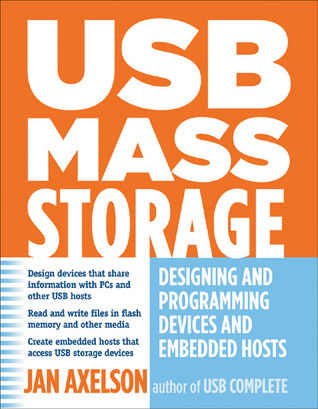 USB
MASS
STORAGE
Design devices that share
information with PCs and
other USB hosts
Read and write files in flash
memory and other media
Create embedded hosts that
access USB storage devices
DESIGNING AND
PROGRAMMING
DEVICES AND
EMBEDDED HOSTS
JAN AXELSON author of USB COMPLETE